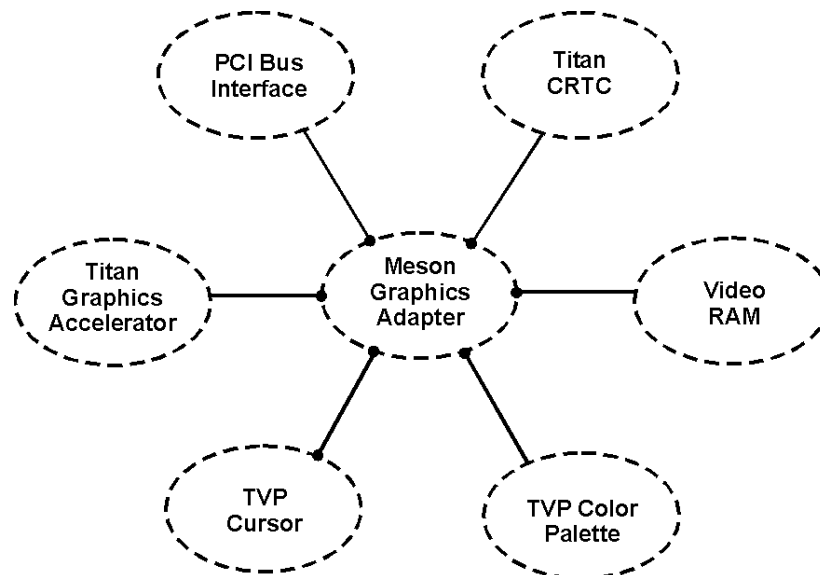 PCI Bus
Interface
Titan
CRTC
Titan
Graphics
Accelerator
Meson
Graphics
Adapter
Video
RAM
TVP
Cursor
TVP Color
Palette